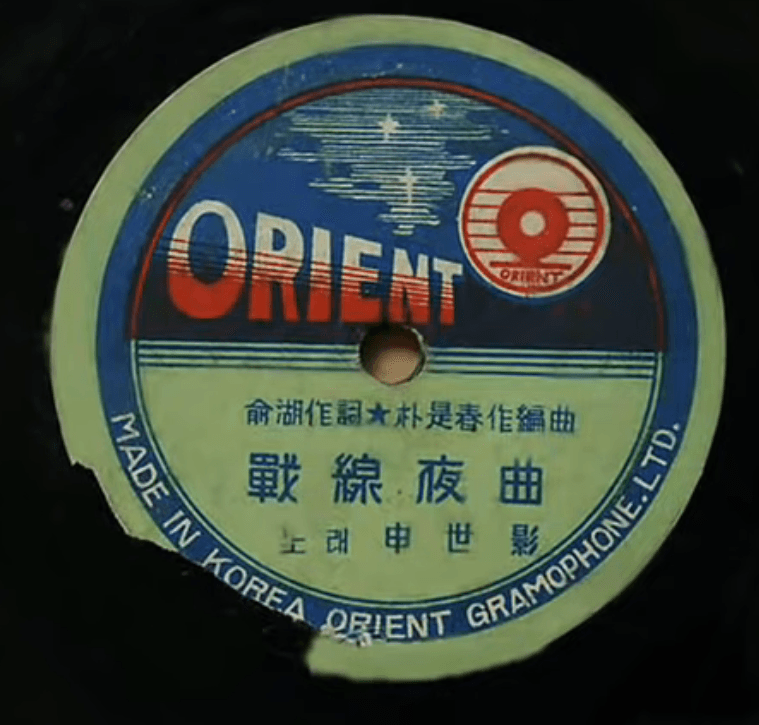 ORIENT
ORIENT
兪湖作詞★朴是春作編曲
戰線夜曲
노래 申世影
MADE IN KOREA ORIENT GRAMOPHONE. LTD.